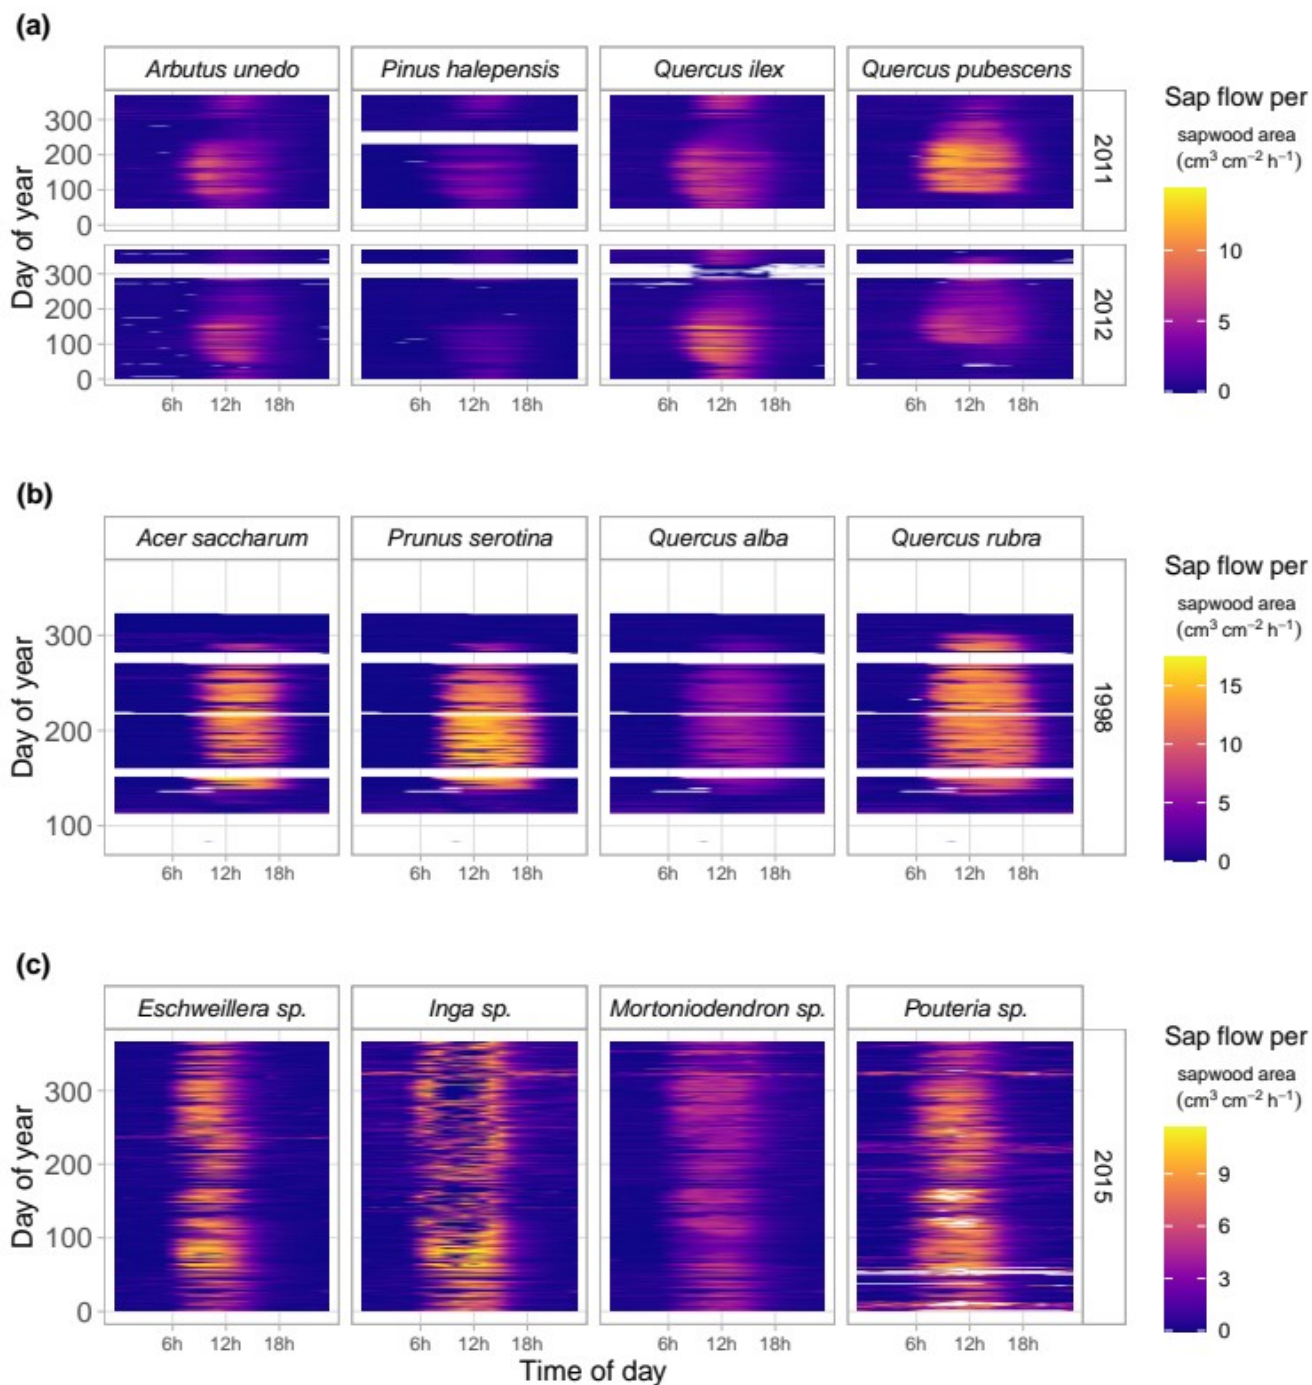 (a)
Arbutus unedo Pinus halepensis Quercus ilex Quercus pubescens
Sap flow per
sapwood area
(cm³ cm⁻² h⁻¹)
10
5
0
Day of year
300
200
100
0
2011
300
200
100
0
2012
6h 12h 18h 6h 12h 18h 6h 12h 18h 6h 12h 18h
(b)
Acer saccharum Prunus serotina Quercus alba Quercus rubra
Sap flow per
sapwood area
(cm³ cm⁻² h⁻¹)
15
10
5
0
Day of year
300
200
100
1998
6h 12h 18h 6h 12h 18h 6h 12h 18h 6h 12h 18h
(c)
Eschweillera sp. Inga sp. Mortoniodendron sp. Pouteria sp.
Sap flow per
sapwood area
(cm³ cm⁻² h⁻¹)
9
6
3
0
Day of year
300
200
100
0
2015
6h 12h 18h 6h 12h 18h 6h 12h 18h 6h 12h 18h
Time of day